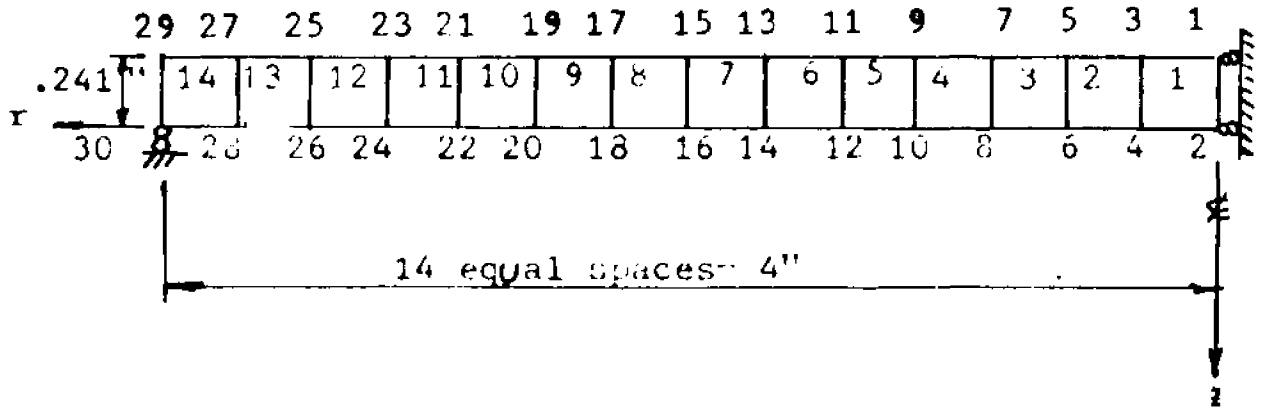 29 27 25 23 21 19 17 15 13 11 9 7 5 3 1
.241"
14 13 12 11 10 9 8 7 6 5 4 3 2 1
r
30 28 26 24 22 20 18 16 14 12 10 8 6 4 2
14 equal spaces- 4"
z